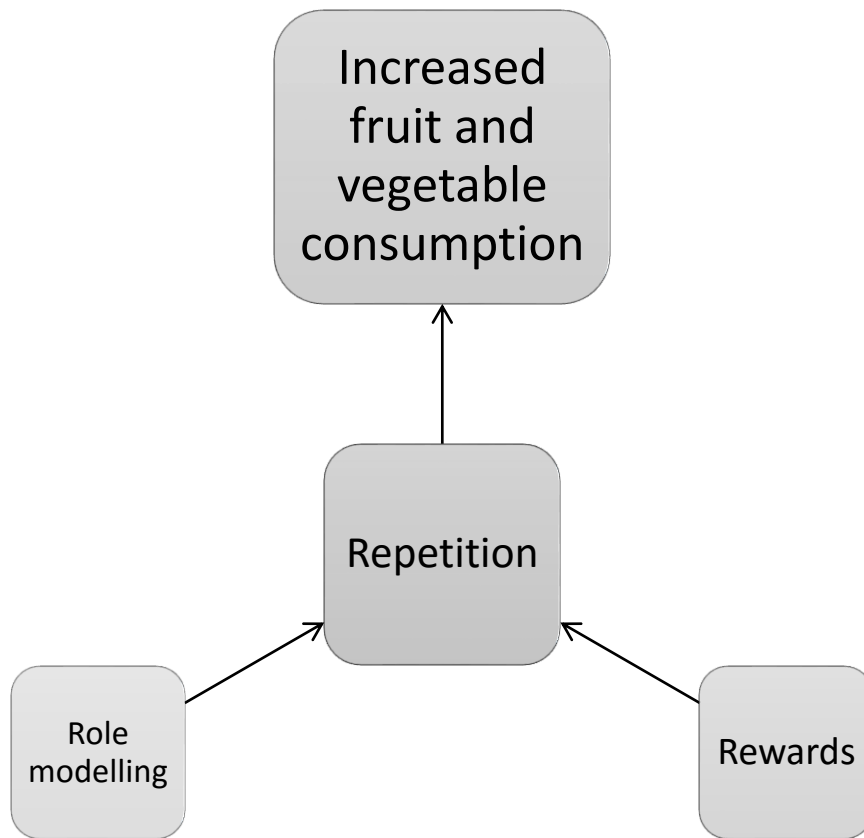 Increased
fruit and
vegetable
consumption
Repetition
Role
modelling
Rewards